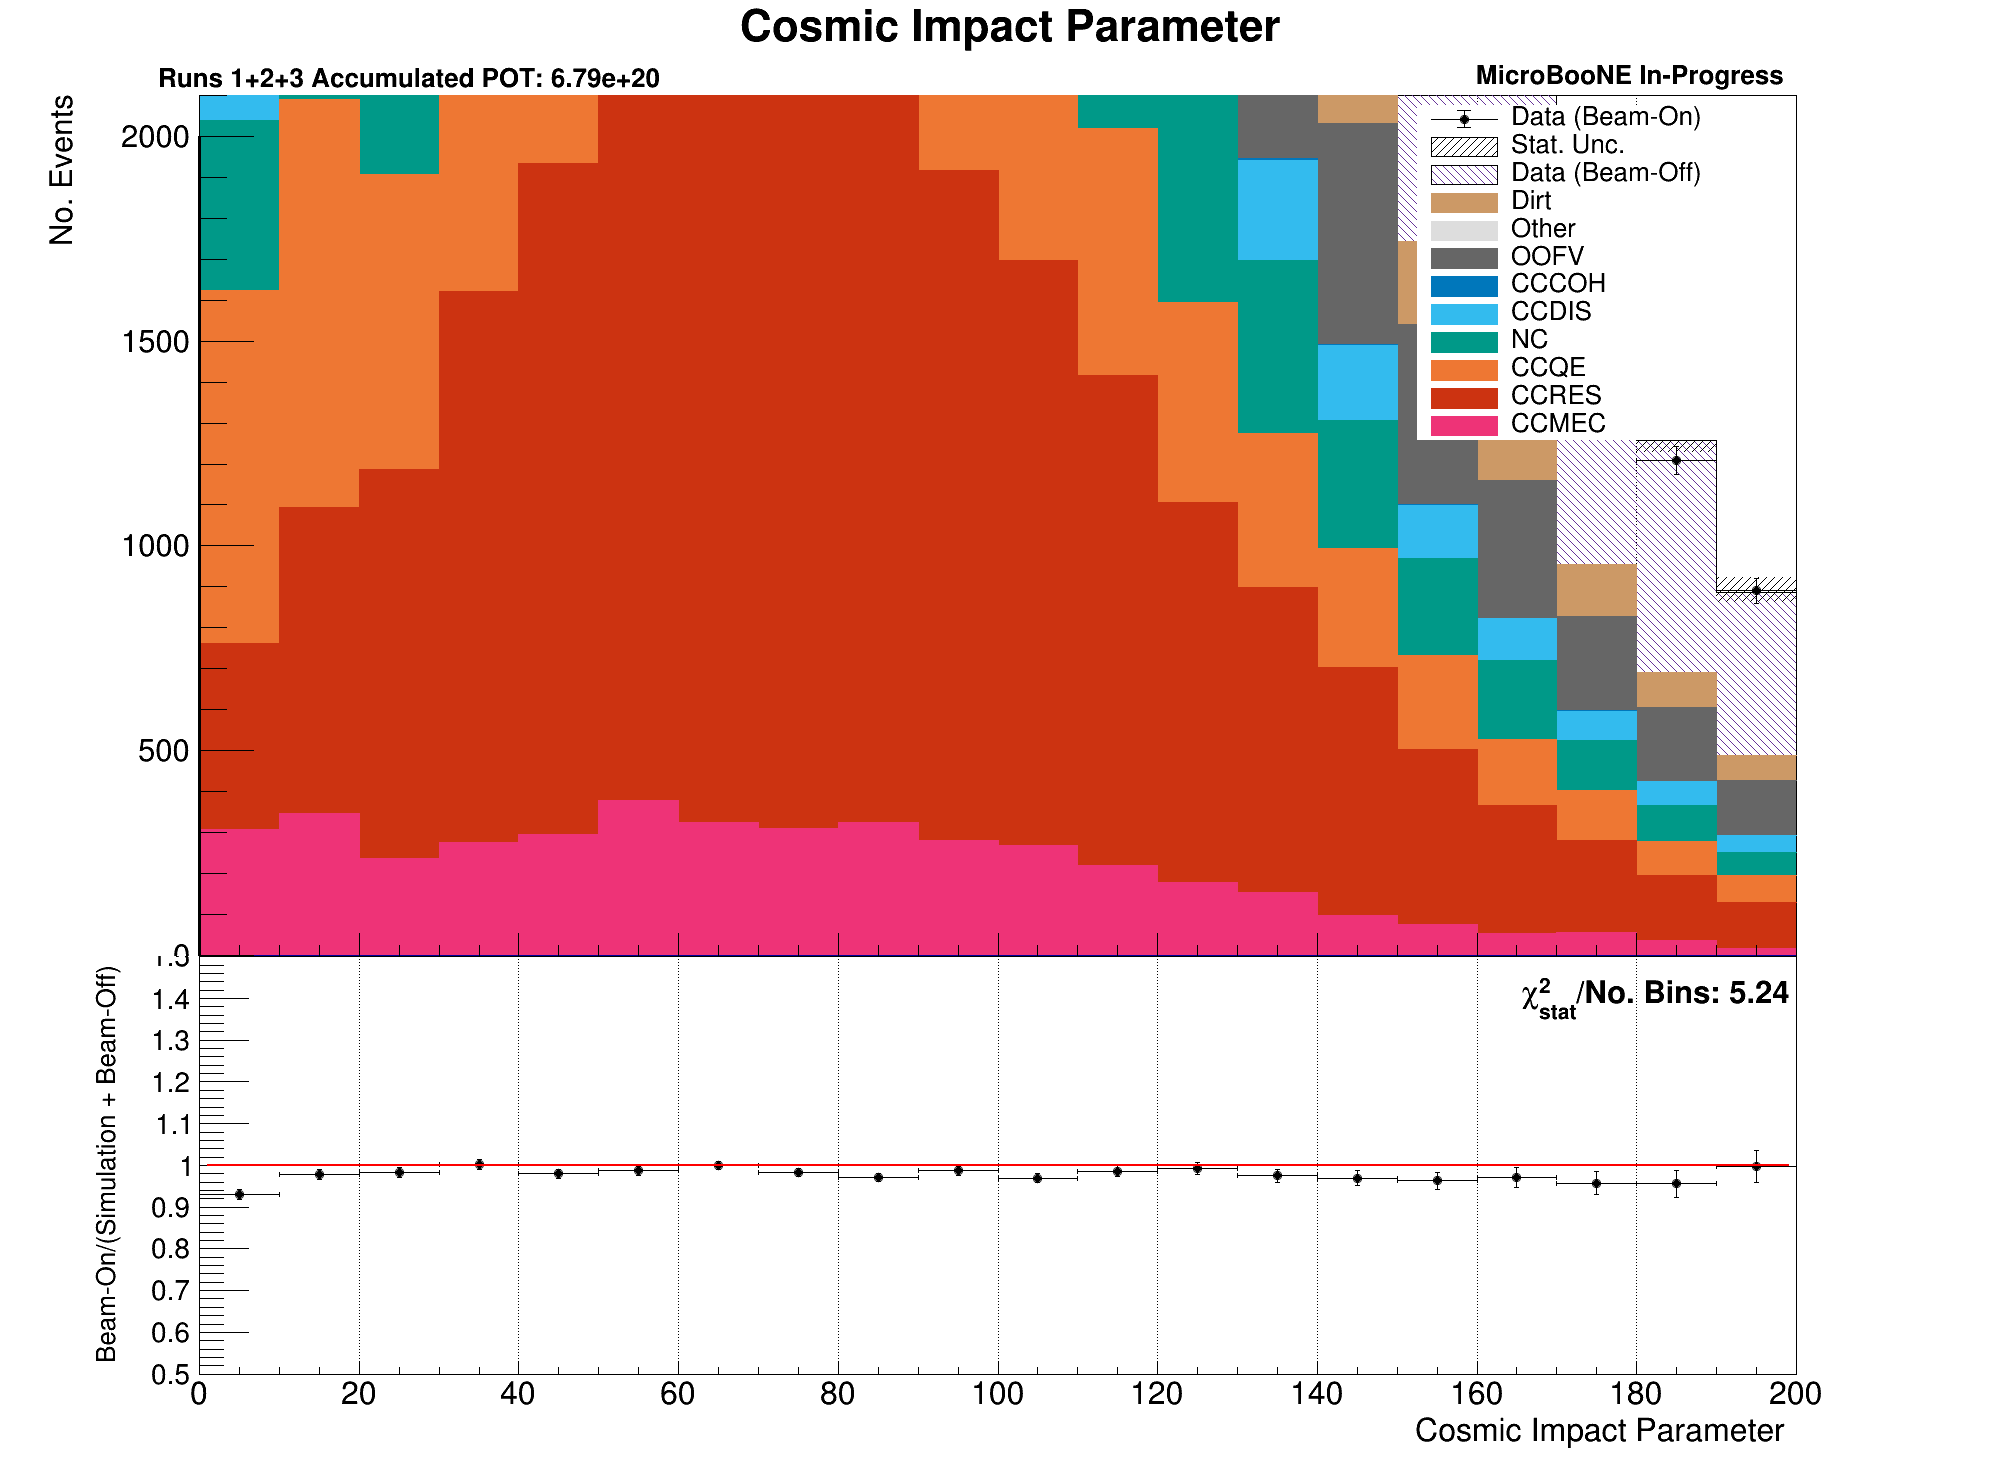 Cosmic Impact Parameter
Runs 1+2+3 Accumulated POT: 6.79e+20
MicroBooNE In-Progress
No. Events
2000
1500
1000
500
0
Data (Beam-On)
Stat. Unc.
Data (Beam-Off)
Dirt
Other
OOFV
CCCOH
CCDIS
NC
CCQE
CCRES
CCMEC
Beam-On/(Simulation + Beam-Off)
χ²stat/No. Bins: 5.24
1.5
1.4
1.3
1.2
1.1
1
0.9
0.8
0.7
0.6
0.5
0 20 40 60 80 100 120 140 160 180 200
Cosmic Impact Parameter